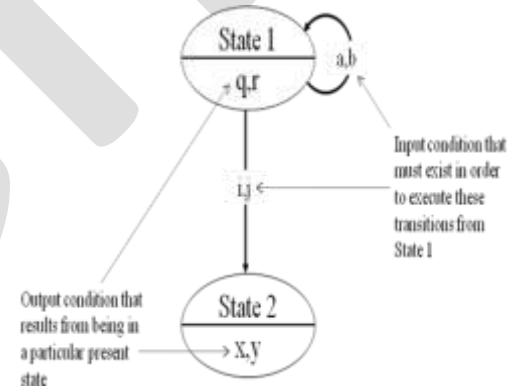 State 1
q,r
a,b
Input condition that
must exist in order
to execute these
transitions from
State 1
i,j
Output condition that
results from being in
a particular present
state
State 2
x,y